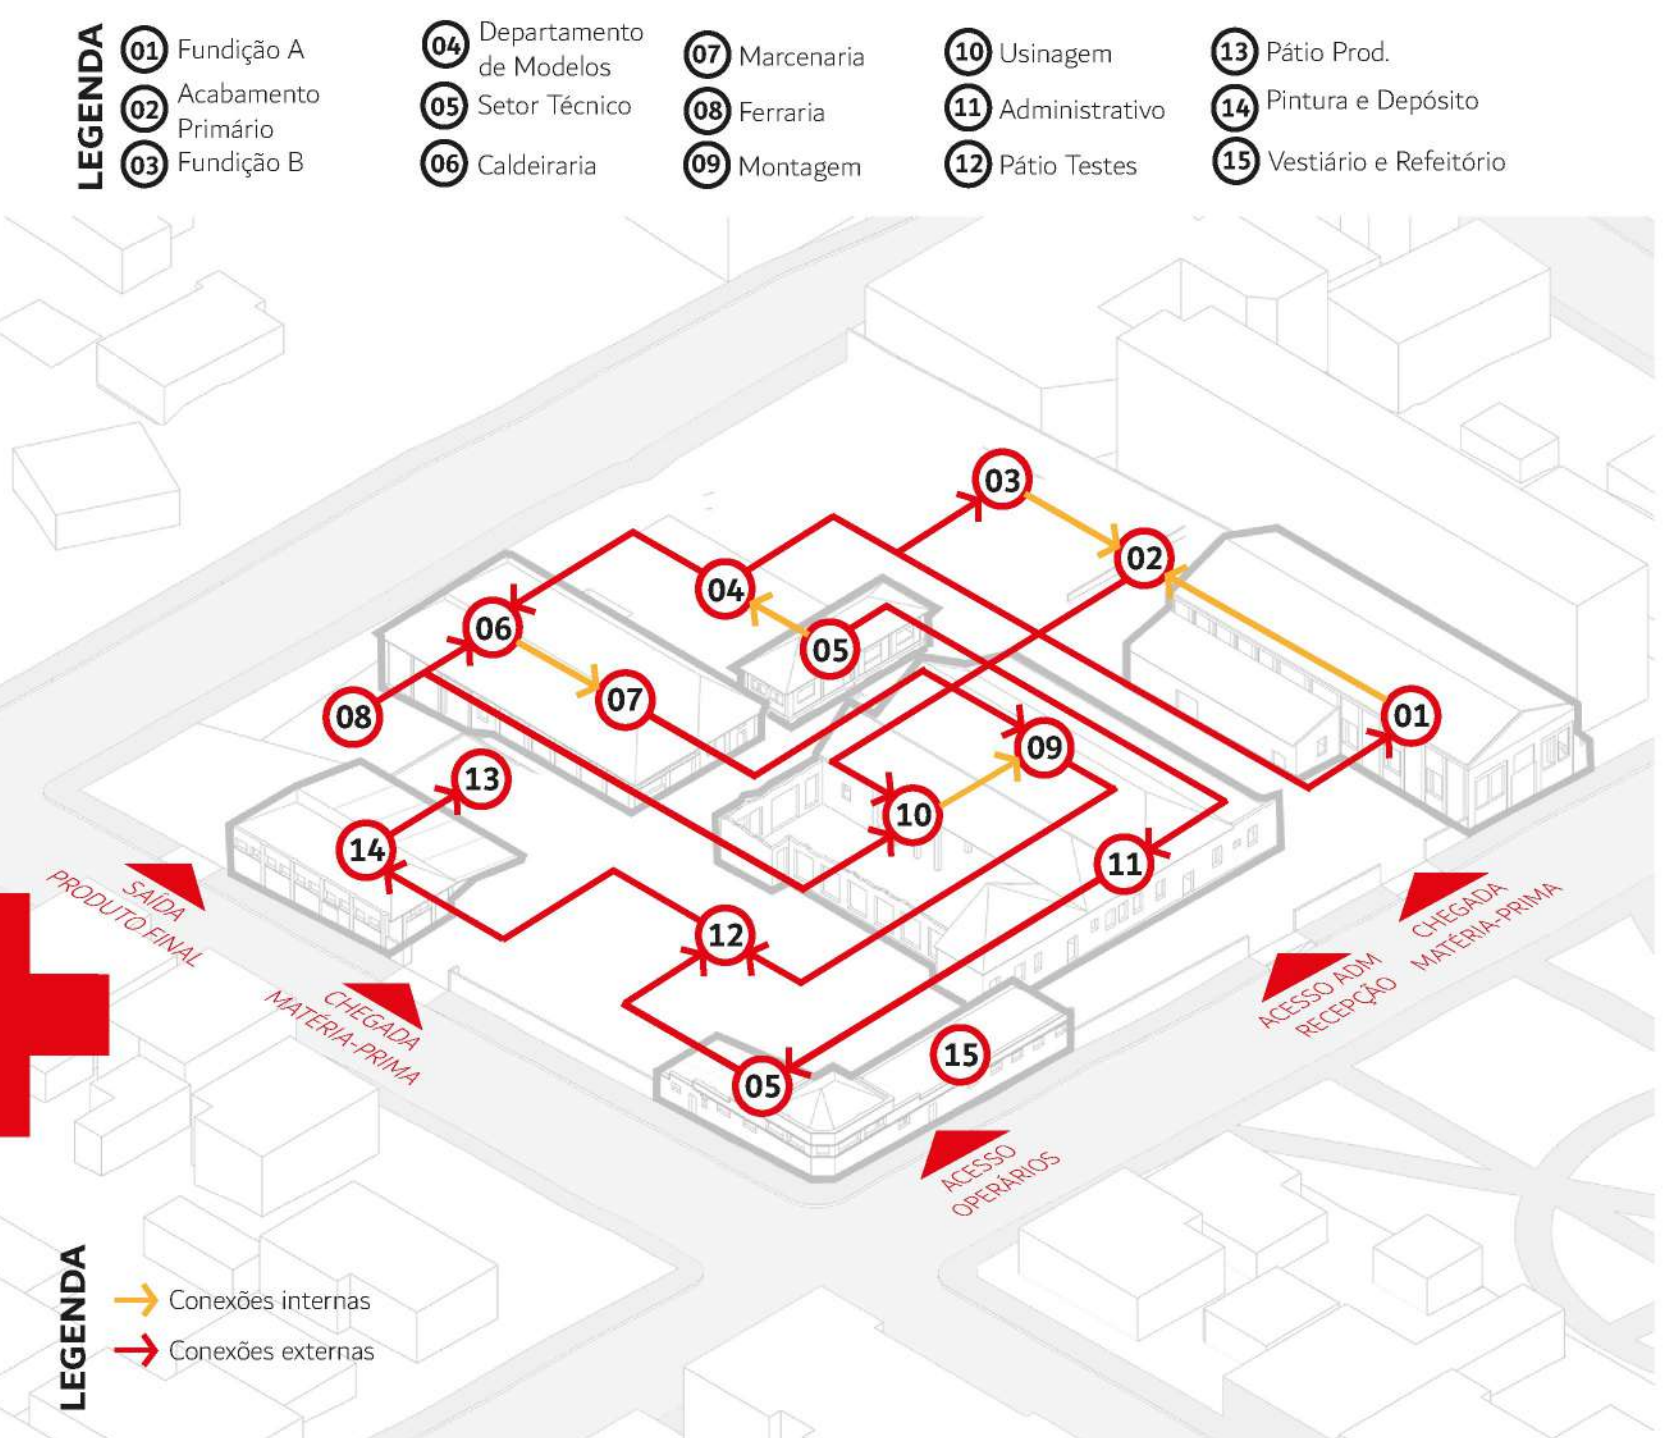 LEGENDA
01 Fundição A
02 Acabamento
Primário
03 Fundição B
04 Departamento
de Modelos
05 Setor Técnico
06 Caldeiraria
07 Marcenaria
08 Ferraria
09 Montagem
10 Usinagem
11 Administrativo
12 Pátio Testes
13 Pátio Prod.
14 Pintura e Depósito
15 Vestiário e Refeitório
03
02
04
06
05
07
01
08
09
13
10
14
11
12
15
05
SAÍDA
PRODUTO FINAL
CHEGADA
MATÉRIA-PRIMA
CHEGADA
MATÉRIA-PRIMA
ACESSO ADM
RECEPÇÃO
ACESSO
OPERÁRIOS
LEGENDA
Conexões internas
Conexões externas